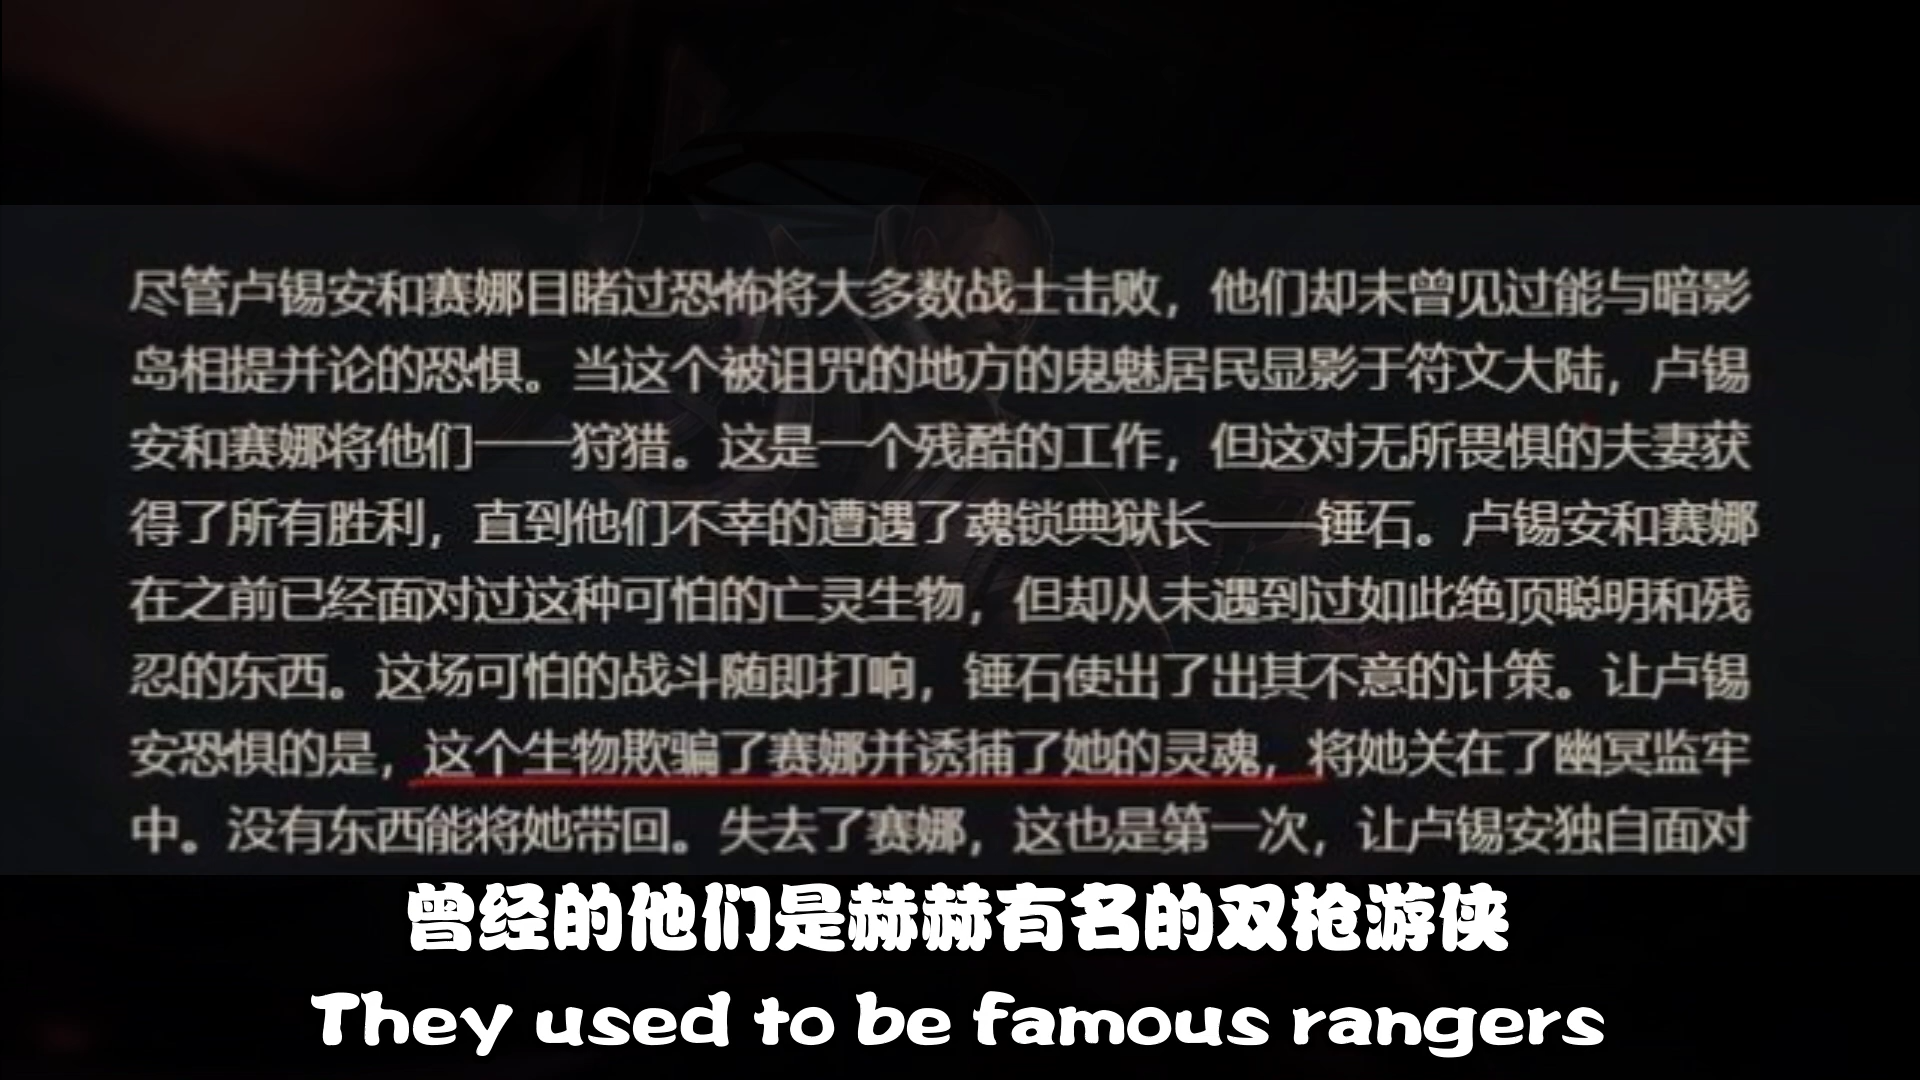 尽管卢锡安和赛娜目睹过恐怖将大多数战士击败，他们却未曾见过能与暗影
岛相提并论的恐惧。当这个被诅咒的地方的鬼魅居民显影于符文大陆，卢锡
安和赛娜将他们——狩猎。这是一个残酷的工作，但这对无所畏惧的夫妻获
得了所有胜利，直到他们不幸的遭遇了魂锁典狱长——锤石。卢锡安和赛娜
在之前已经面对过这种可怕的亡灵生物，但却从未遇到过如此绝顶聪明和残
忍的东西。这场可怕的战斗随即打响，锤石使出了出其不意的计策。让卢锡
安恐惧的是，这个生物欺骗了赛娜并诱捕了她的灵魂，将她关在了幽冥监牢
中。没有东西能将她带回。失去了赛娜，这也是第一次，让卢锡安独自面对
曾经的他们是赫赫有名的双枪游侠
They used to be famous rangers